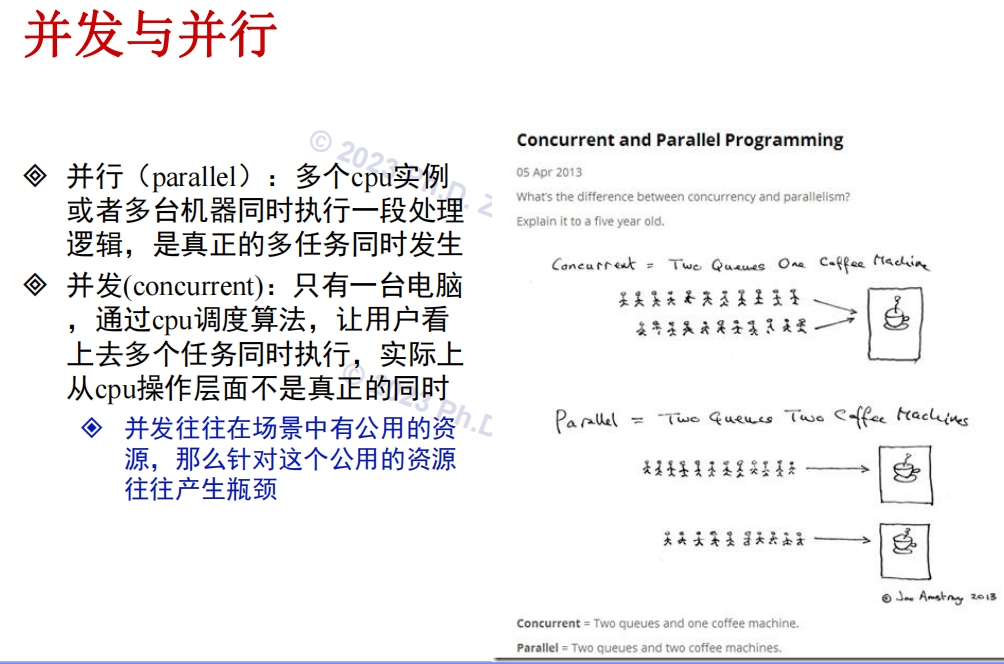 并发与并行
并行（parallel）：多个cpu实例
或者多台机器同时执行一段处理
逻辑，是真正的多任务同时发生
并发(concurrent)：只有一台电脑
，通过cpu调度算法，让用户看
上去多个任务同时执行，实际上
从cpu操作层面不是真正的同时
并发往往在场景中有公用的资
源，那么针对这个公用的资源
往往产生瓶颈
© 2023 Ph.D. Z
© 2023 Ph.D
Concurrent and Parallel Programming
05 Apr 2013
What's the difference between concurrency and parallelism?
Explain it to a five year old.
Concurrent = Two Queues One Coffee Machine
Parallel = Two Queues Two Coffee Machines
© Joe Armstrong 2013
Concurrent = Two queues and one coffee machine.
Parallel = Two queues and two coffee machines.